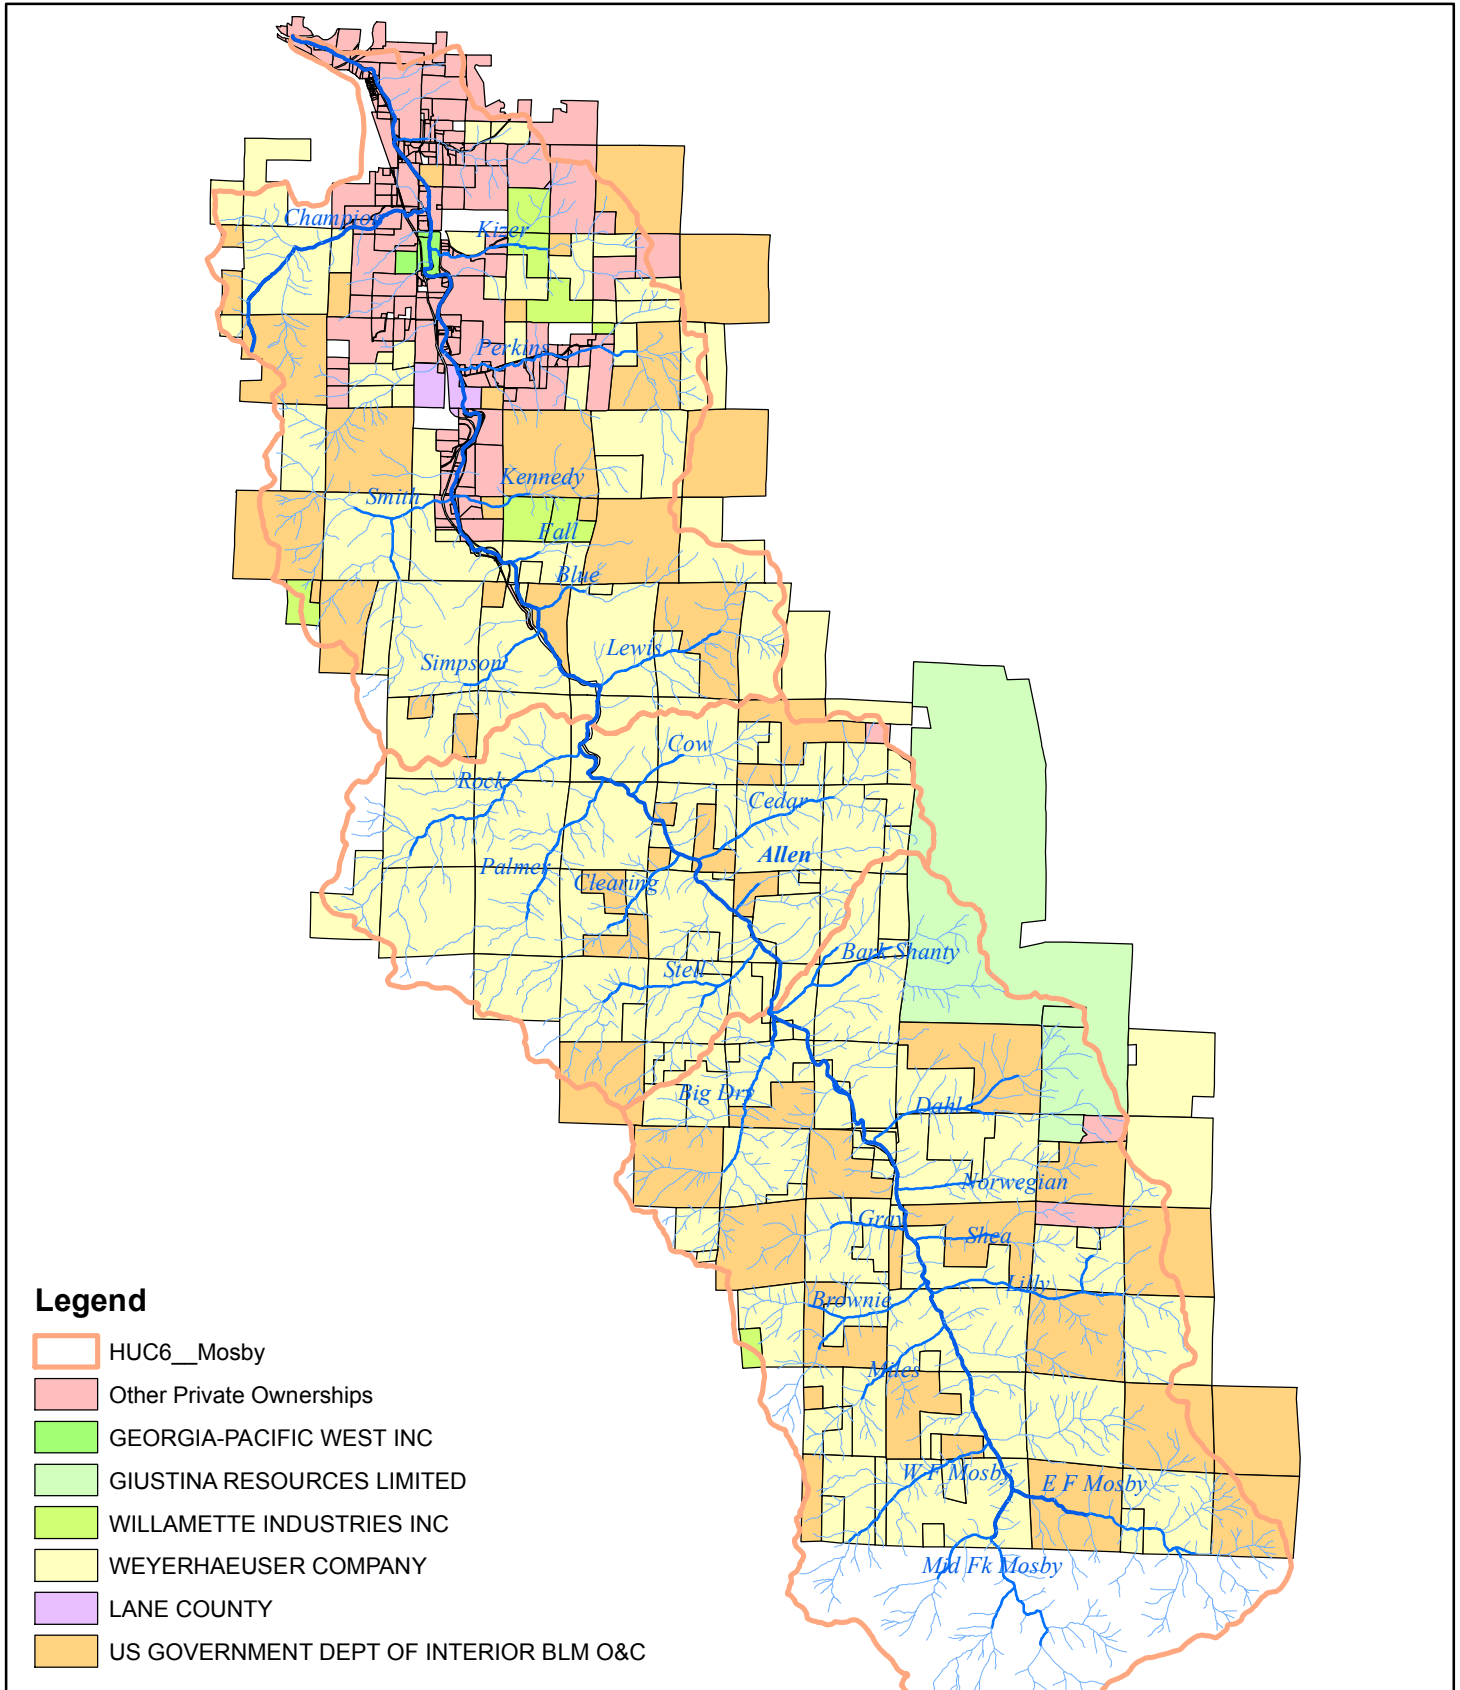 Champion
Kizer
Perkins
Kennedy
Smith
Fall
Blue
Lewis
Simpson
Cow
Rock
Cedar
Allen
Palmer
Clearing
Bark Shanty
Stell
Big Dry
Dahl
Norwegian
Gray
Shea
Lilly
Brownie
Miles
W F Mosby
E F Mosby
Mid Fk Mosby
Legend
HUC6__Mosby
Other Private Ownerships
GEORGIA-PACIFIC WEST INC
GIUSTINA RESOURCES LIMITED
WILLAMETTE INDUSTRIES INC
WEYERHAEUSER COMPANY
LANE COUNTY
US GOVERNMENT DEPT OF INTERIOR BLM O&C